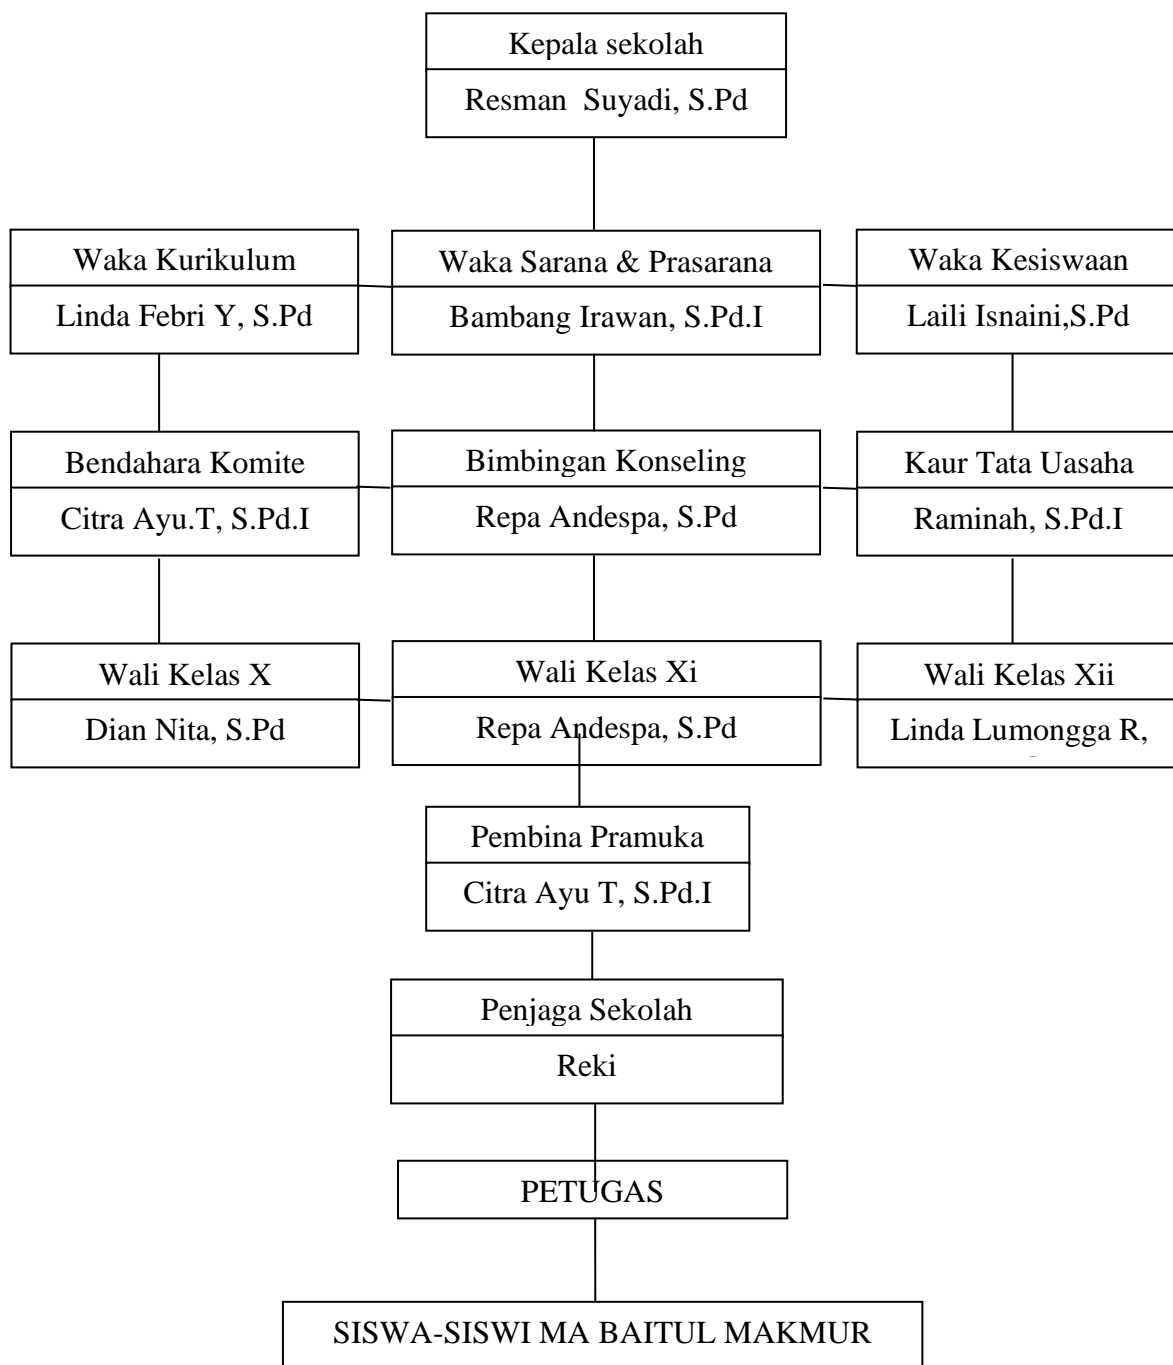 Kepala sekolah
Resman Suyadi, S.Pd
Waka Kurikulum
Linda Febri Y, S.Pd
Waka Sarana & Prasarana
Bambang Irawan, S.Pd.I
Waka Kesiswaan
Laili Isnaini,S.Pd
Bendahara Komite
Citra Ayu.T, S.Pd.I
Bimbingan Konseling
Repa Andespa, S.Pd
Kaur Tata Uasaha
Raminah, S.Pd.I
Wali Kelas X
Dian Nita, S.Pd
Wali Kelas Xi
Repa Andespa, S.Pd
Wali Kelas Xii
Linda Lumongga R,
Pembina Pramuka
Citra Ayu T, S.Pd.I
Penjaga Sekolah
Reki
PETUGAS
SISWA-SISWI MA BAITUL MAKMUR